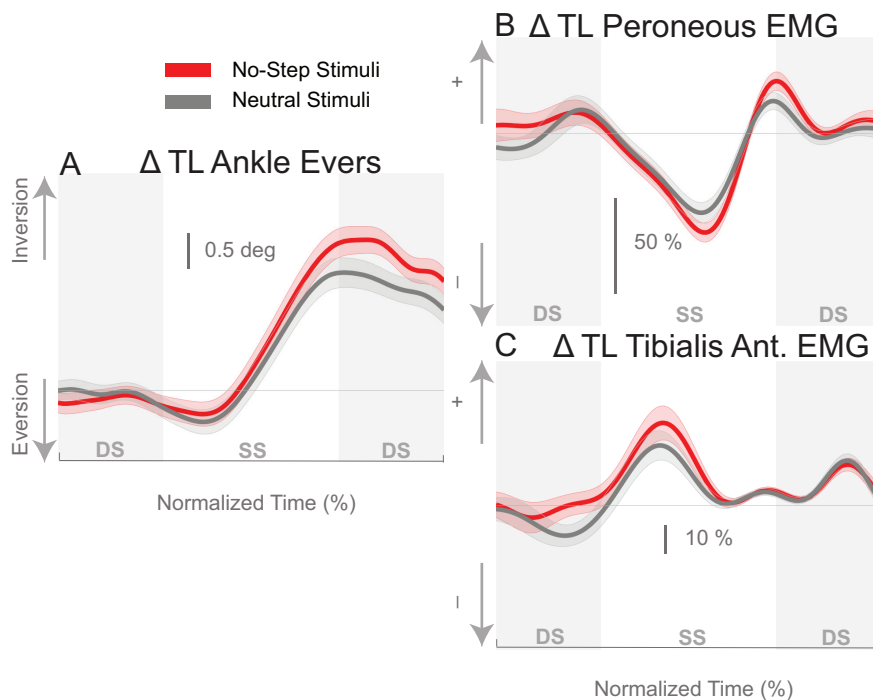 No-Step Stimuli
Neutral Stimuli
A Δ TL Ankle Evers
Inversion
Eversion
0.5 deg
DS SS DS
Normalized Time (%)
B Δ TL Peroneous EMG
+
50 %
–
DS SS DS
C Δ TL Tibialis Ant. EMG
+
10 %
–
DS SS DS
Normalized Time (%)